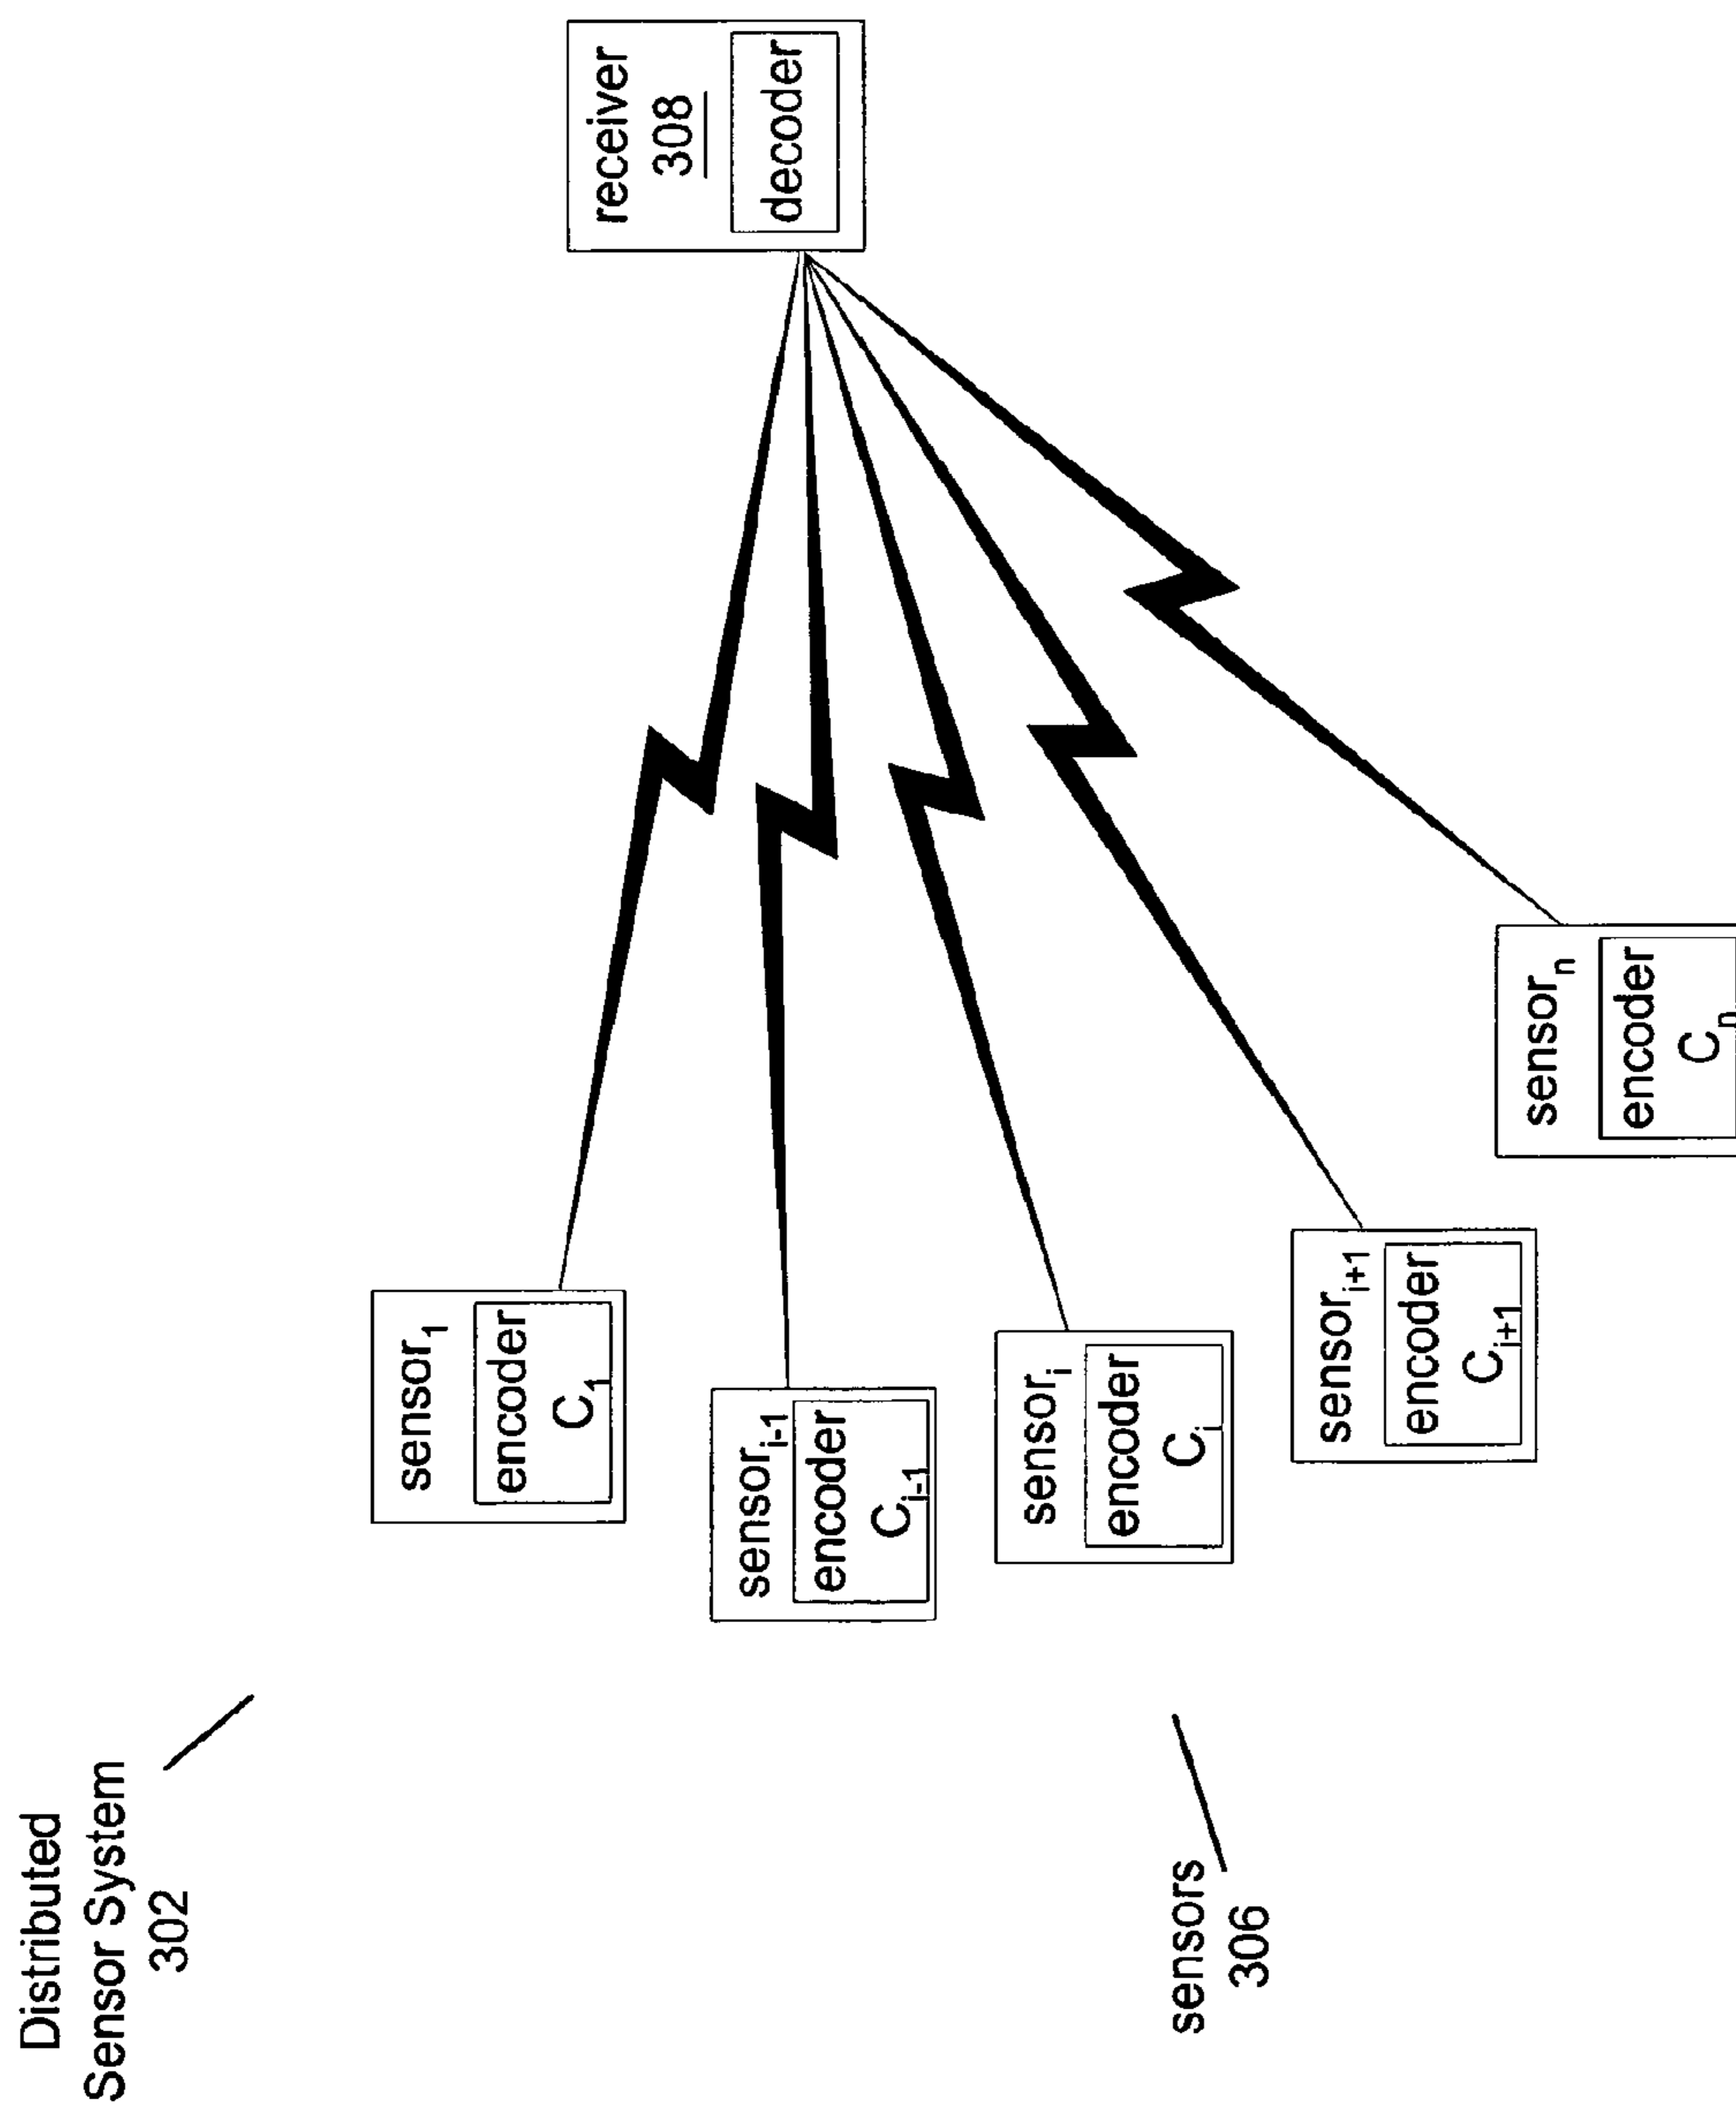 Distributed
Sensor System
302
sensor1
encoder
C1
sensori-1
encoder
Ci-1
sensori
encoder
Ci
sensori+1
encoder
Ci+1
sensorn
encoder
Cn
sensors
306
receiver
308
decoder